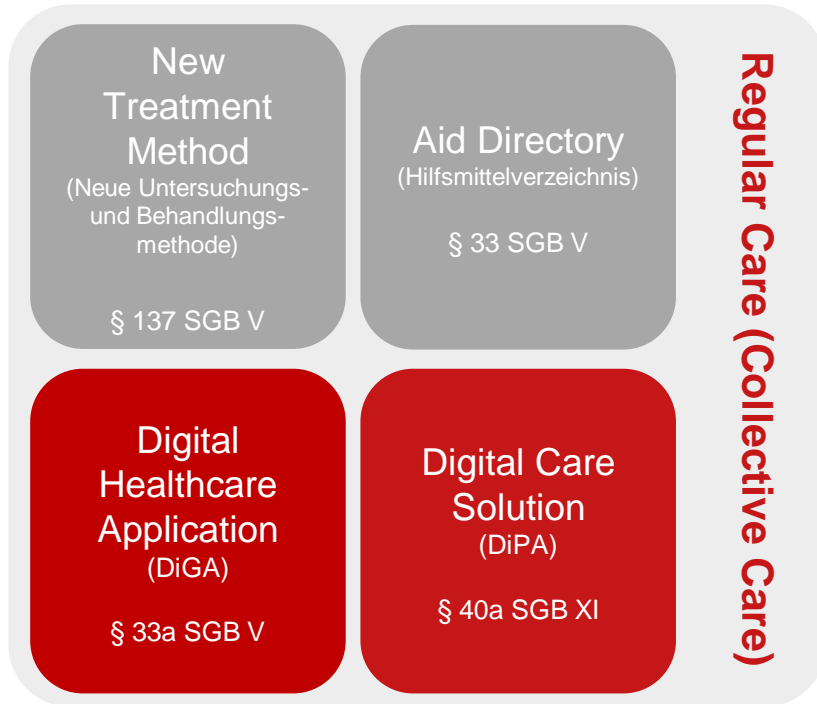 New
Treatment
Method
(Neue Untersuchungs-
und Behandlungs-
methode)
§ 137 SGB V
Aid Directory
(Hilfsmittelverzeichnis)
§ 33 SGB V
Digital
Healthcare
Application
(DiGA)
§ 33a SGB V
Digital Care
Solution
(DiPA)
§ 40a SGB XI
Regular Care (Collective Care)